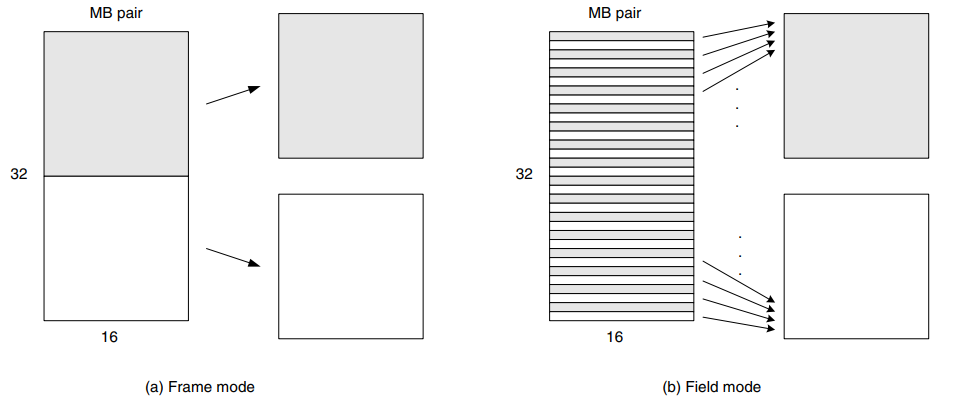 MB pair
32
16
(a) Frame mode
MB pair
32
16
(b) Field mode